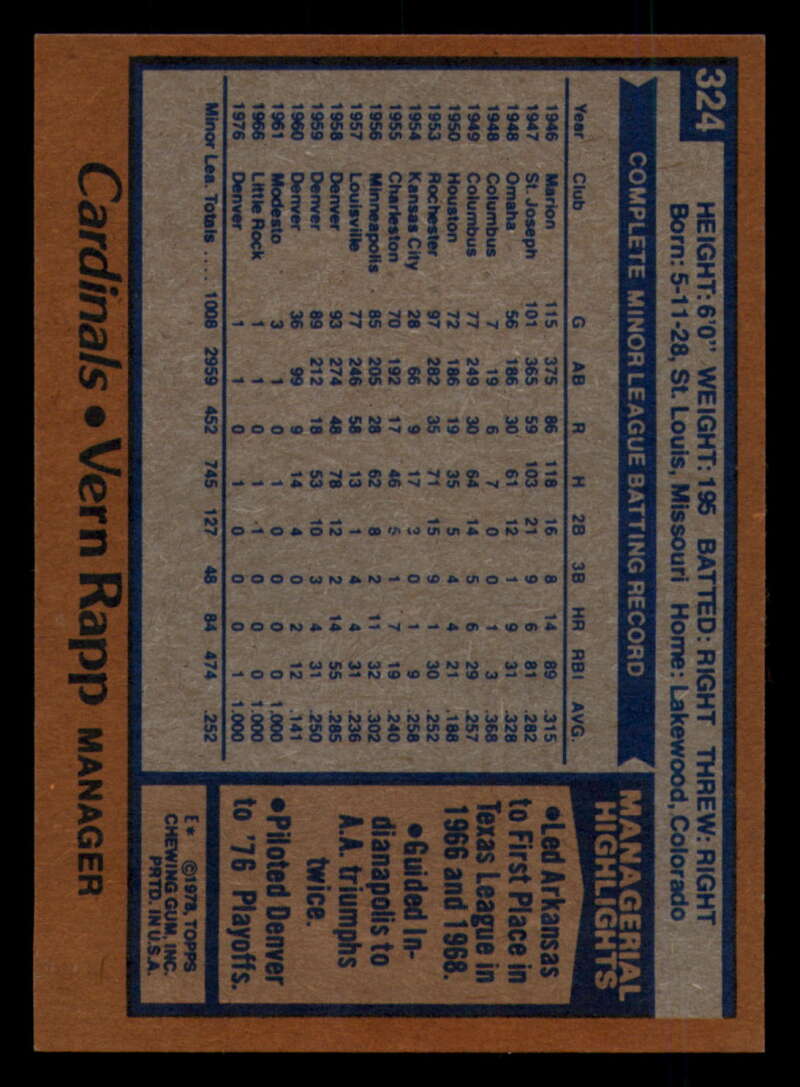 324
HEIGHT: 6'0" WEIGHT: 195 BATTED: RIGHT THREW: RIGHT
Born: 5-11-28, St. Louis, Missouri Home: Lakewood, Colorado
COMPLETE MINOR LEAGUE BATTING RECORD
Year Club G AB R H 2B 3B HR RBI AVG.
1946 Marion 115 375 86 118 16 8 14 89 .315
1947 St. Joseph 101 365 59 103 21 9 6 81 .282
1948 Omaha 56 186 30 61 12 1 9 31 .328
1948 Columbus 7 19 6 7 0 0 1 3 .368
1949 Columbus 77 249 30 64 14 5 6 29 .257
1950 Houston 72 186 19 35 5 4 4 21 .188
1953 Rochester 97 282 35 71 15 9 1 30 .252
1954 Kansas City 28 66 9 17 3 0 1 9 .258
1955 Charleston 70 192 17 46 5 1 7 19 .240
1956 Minneapolis 85 205 28 62 8 2 11 32 .302
1957 Louisville 77 246 58 13 1 4 4 31 .236
1958 Denver 93 274 48 78 12 2 14 55 .285
1959 Denver 89 212 18 53 10 3 4 31 .250
1960 Denver 36 99 9 14 4 0 2 12 .141
1961 Modesto 3 1 0 1 0 0 0 0 1.000
1966 Little Rock 1 1 0 1 1 0 0 0 1.000
1976 Denver 1 1 0 1 0 0 0 1 1.000
Minor Lea. Totals ..... 1008 2959 452 745 127 48 84 474 .252
MANAGERIAL
HIGHLIGHTS
•Led Arkansas
to First Place in
Texas League in
1966 and 1968.
•Guided In-
dianapolis to
A.A. triumphs
twice.
•Piloted Denver
to '76 Playoffs.
E* ©1978, TOPPS
CHEWING GUM, INC.
PRTD. IN U.S.A.
Cardinals • Vern Rapp MANAGER